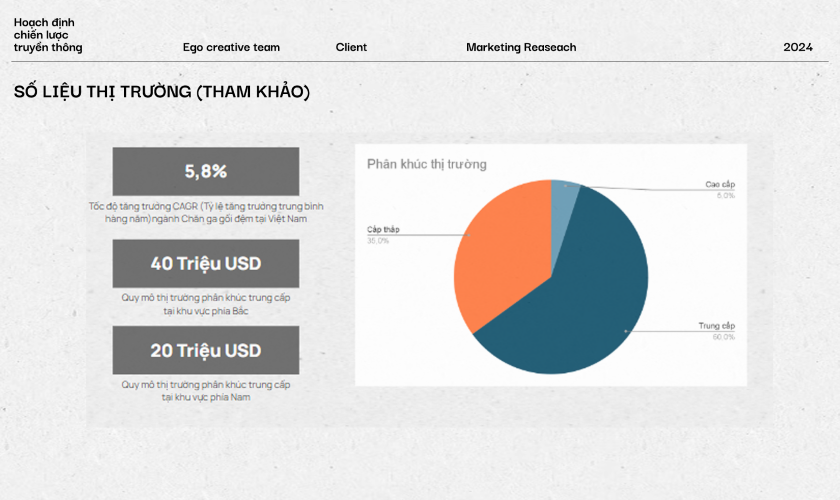 Hoạch định
chiến lược
truyền thông
Ego creative team
Client
Marketing Reaseach
2024
SỐ LIỆU THỊ TRƯỜNG (THAM KHẢO)
5,8%
Tốc độ tăng trưởng CAGR (Tỷ lệ tăng trưởng trung bình
hàng năm)ngành Chăn ga gối đệm tại Việt Nam
40 Triệu USD
Quy mô thị trường phân khúc trung cấp
tại khu vực phía Bắc
20 Triệu USD
Quy mô thị trường phân khúc trung cấp
tại khu vực phía Nam
Phân khúc thị trường
Cao cấp
5,0%
Cấp thấp
35,0%
Trung cấp
60,0%